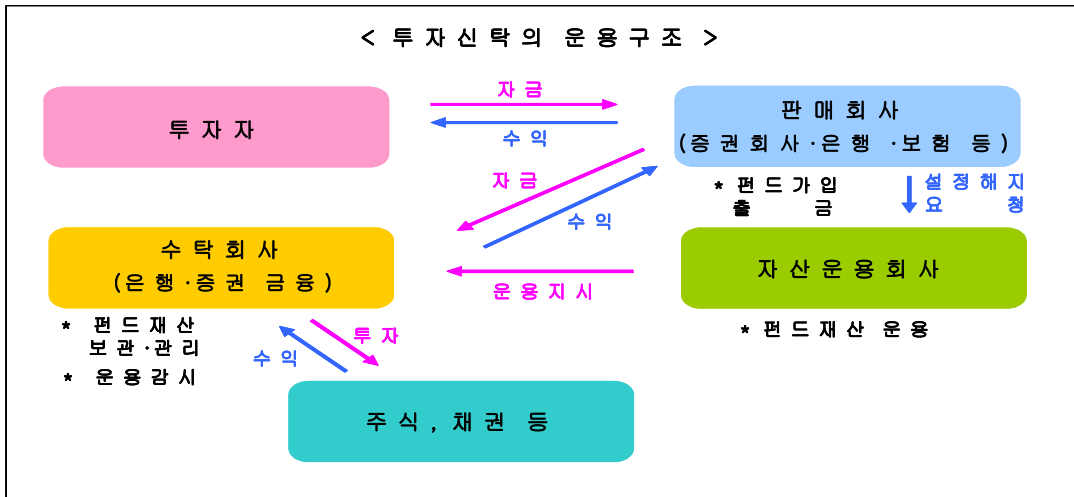 < 투자신탁의 운용구조 >
자금
투자자
수익
판매회사
(증권회사·은행·보험 등)
자금
수익
* 펀드가입
출 금
설정해지
요 청
수탁회사
(은행·증권 금융)
운용지시
자산운용회사
* 펀드재산
보관·관리
* 운용감시
* 펀드재산 운용
투자
수익
주식, 채권 등